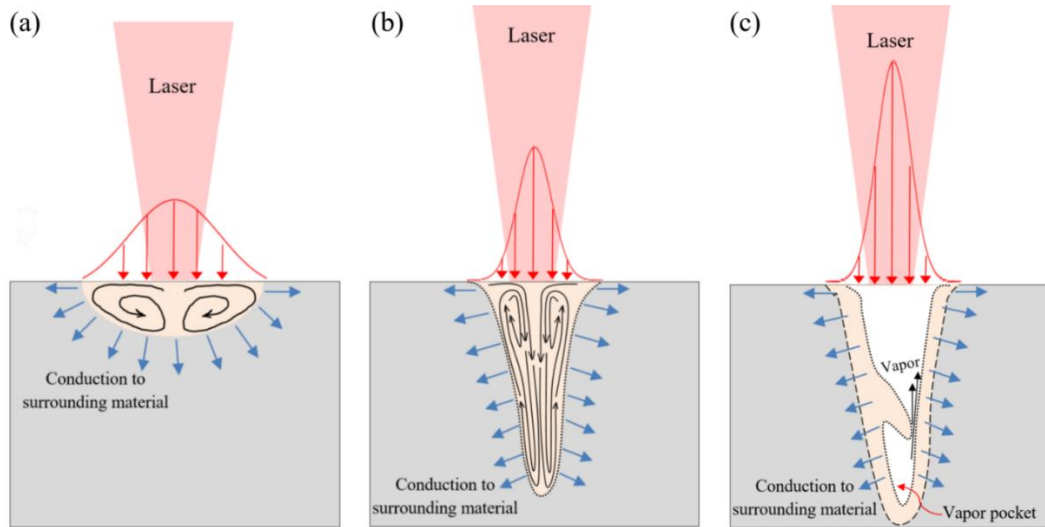 (a)
Laser
Conduction to
surrounding material
(b)
Laser
Conduction to
surrounding material
(c)
Laser
Vapor
Conduction to
surrounding material
Vapor pocket